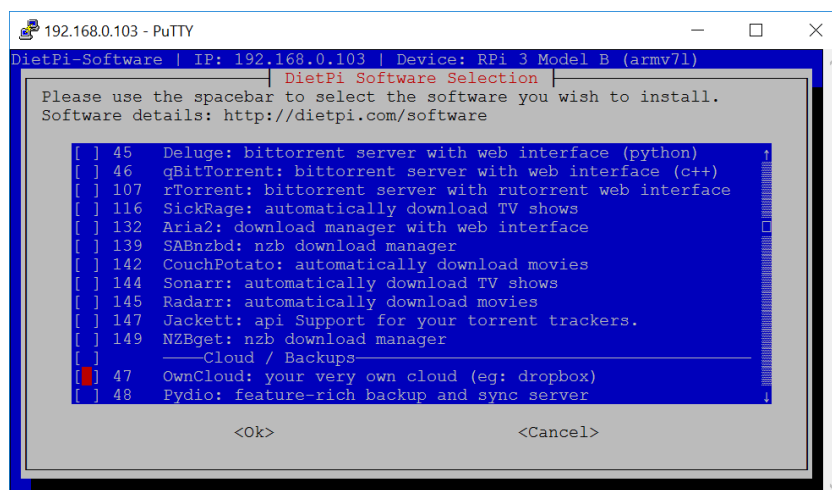 192.168.0.103 - PuTTY
DietPi-Software | IP: 192.168.0.103 | Device: RPi 3 Model B (armv7l)
DietPi Software Selection
Please use the spacebar to select the software you wish to install.
Software details: http://dietpi.com/software
[ ] 45 Deluge: bittorrent server with web interface (python)
[ ] 46 qBitTorrent: bittorrent server with web interface (c++)
[ ] 107 rTorrent: bittorrent server with rutorrent web interface
[ ] 116 SickRage: automatically download TV shows
[ ] 132 Aria2: download manager with web interface
[ ] 139 SABnzbd: nzb download manager
[ ] 142 CouchPotato: automatically download movies
[ ] 144 Sonarr: automatically download TV shows
[ ] 145 Radarr: automatically download movies
[ ] 147 Jackett: api Support for your torrent trackers.
[ ] 149 NZBget: nzb download manager
[ ] ────Cloud / Backups────
[ ] 47 OwnCloud: your very own cloud (eg: dropbox)
[ ] 48 Pydio: feature-rich backup and sync server
<Ok> <Cancel>